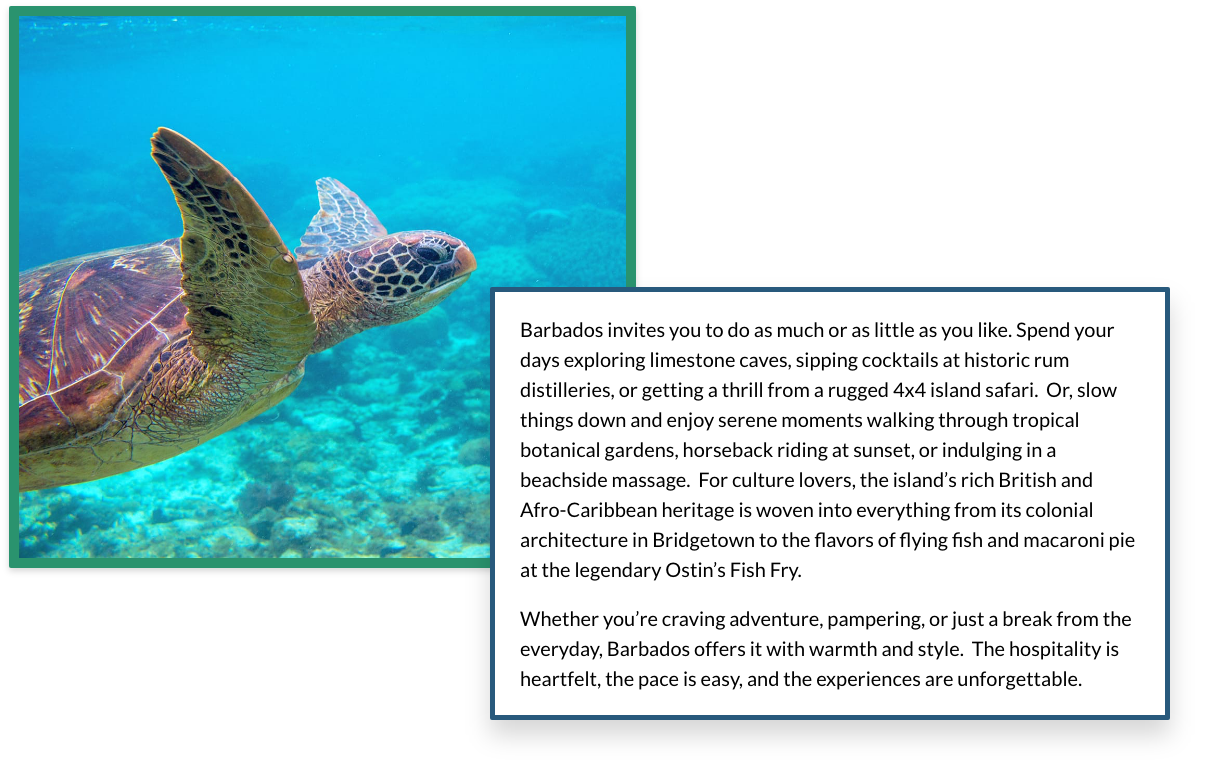 Barbados invites you to do as much or as little as you like. Spend your
days exploring limestone caves, sipping cocktails at historic rum
distilleries, or getting a thrill from a rugged 4x4 island safari.  Or, slow
things down and enjoy serene moments walking through tropical
botanical gardens, horseback riding at sunset, or indulging in a
beachside massage.  For culture lovers, the island’s rich British and
Afro-Caribbean heritage is woven into everything from its colonial
architecture in Bridgetown to the flavors of flying fish and macaroni pie
at the legendary Ostin’s Fish Fry.
Whether you’re craving adventure, pampering, or just a break from the
everyday, Barbados offers it with warmth and style.  The hospitality is
heartfelt, the pace is easy, and the experiences are unforgettable.